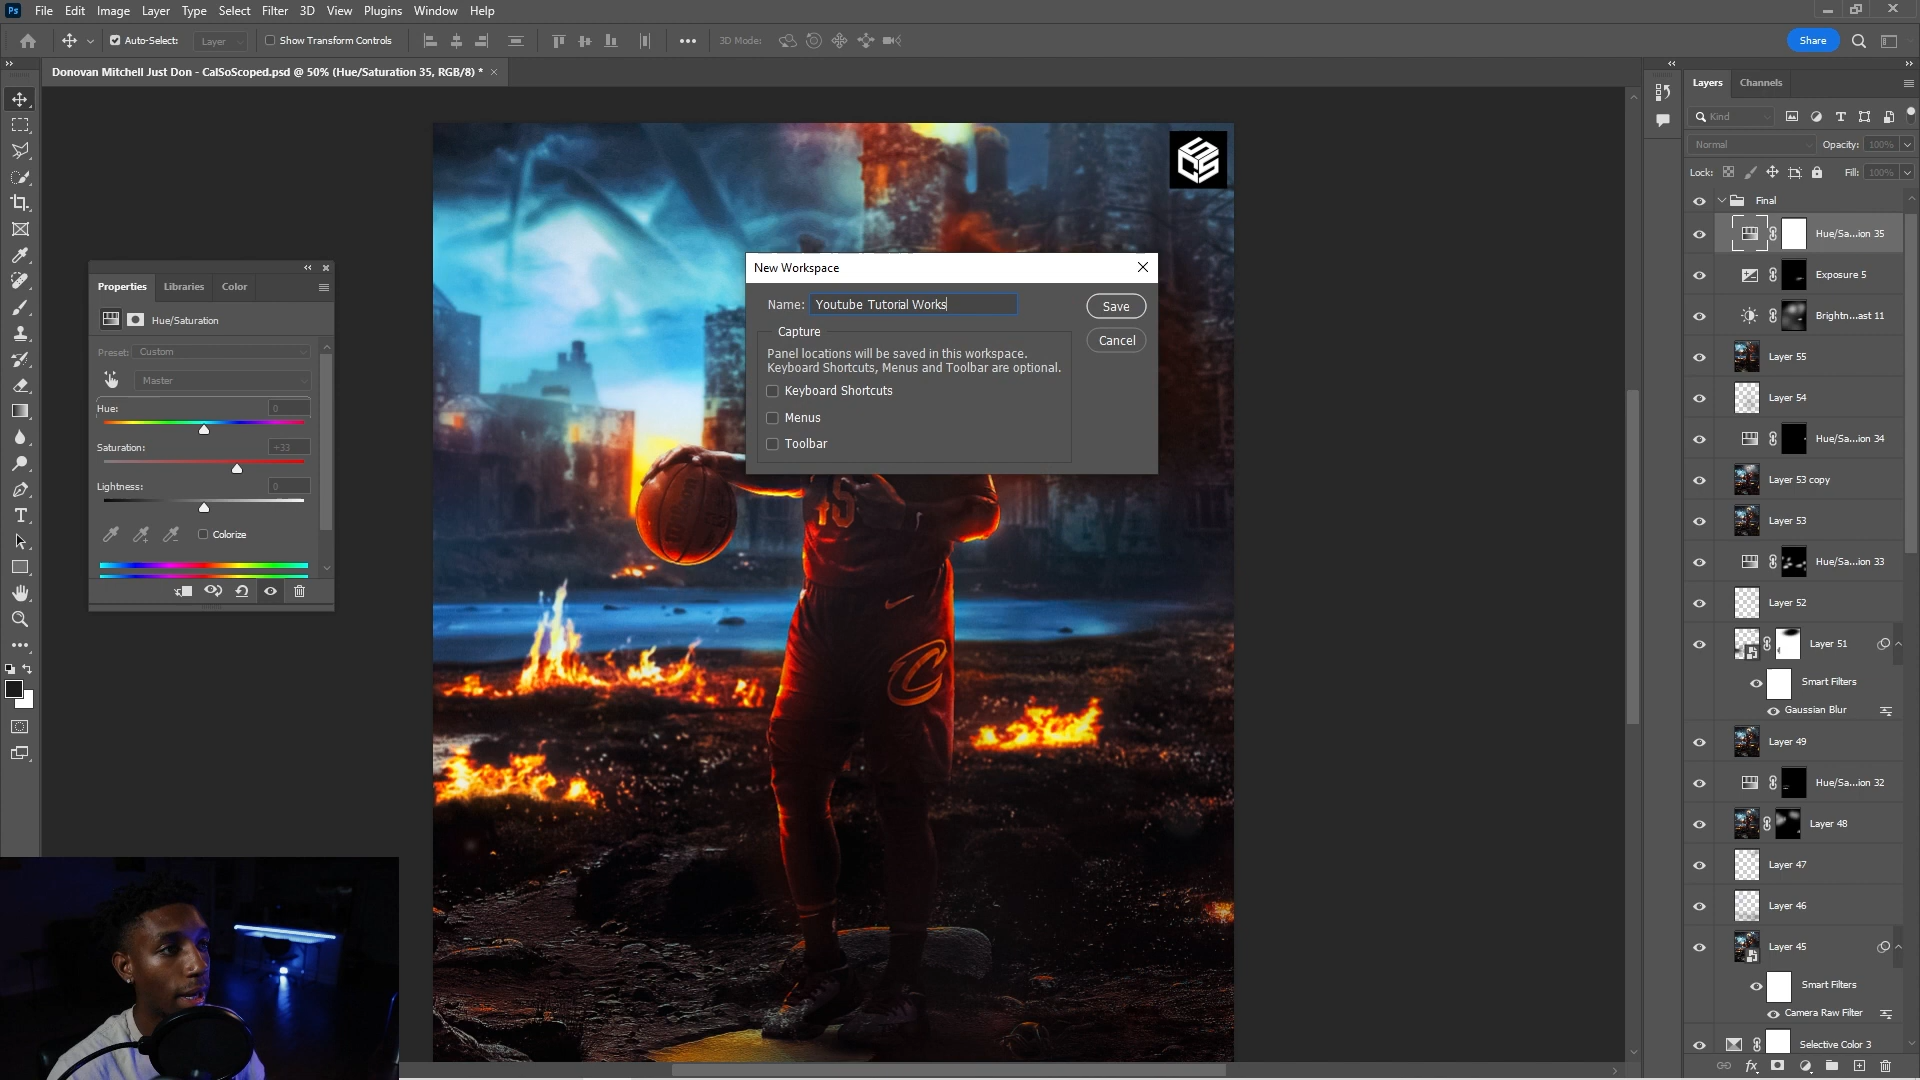 Ps File Edit Image Layer Type Select Filter 3D View Plugins Window Help
Auto-Select: Layer Show Transform Controls 3D Mode: Share
Donovan Mitchell Just Don - CalSoScoped.psd @ 50% (Hue/Saturation 35, RGB/8) *
Layers Channels
Kind
Normal Opacity: 100%
Lock: Fill: 100%
Final
Hue/Sa...ion 35
Exposure 5
Brightn...ast 11
Layer 55
Layer 54
Hue/Sa...ion 34
Layer 53 copy
Layer 53
Hue/Sa...ion 33
Layer 52
Layer 51
Smart Filters
Gaussian Blur
Layer 49
Hue/Sa...ion 32
Layer 48
Layer 47
Layer 46
Layer 45
Smart Filters
Camera Raw Filter
Selective Color 3
fx
Properties Libraries Color
Hue/Saturation
Preset: Custom
Master
Hue: 0
Saturation: +33
Lightness: 0
Colorize
New Workspace
Name: Youtube Tutorial Works
Save
Cancel
Capture
Panel locations will be saved in this workspace.
Keyboard Shortcuts, Menus and Toolbar are optional.
Keyboard Shortcuts
Menus
Toolbar
45
C